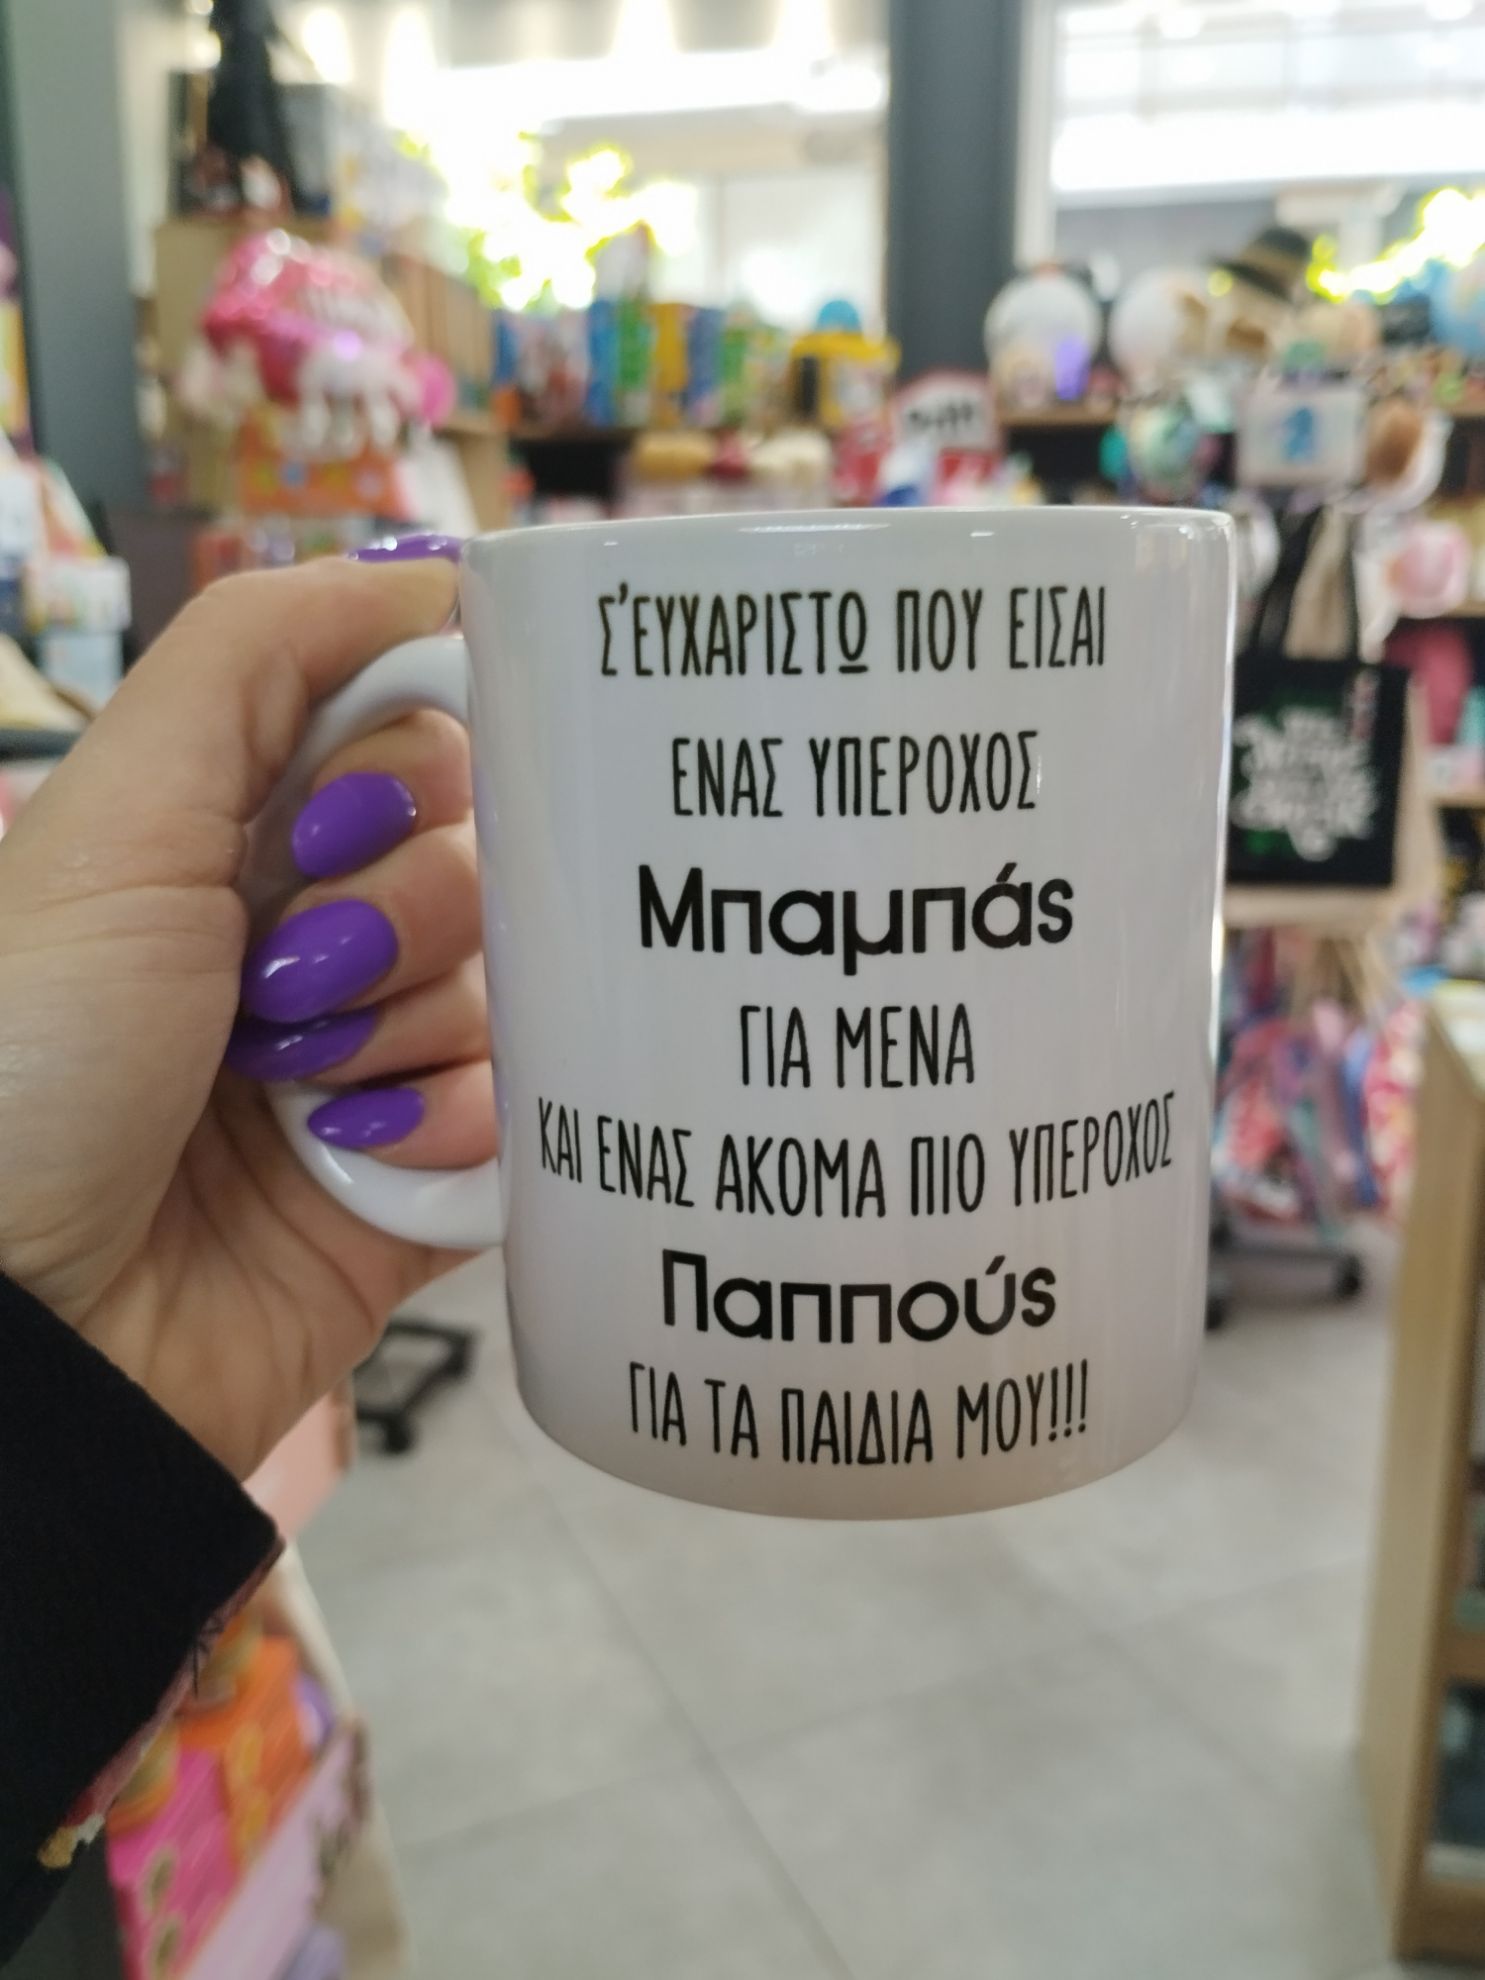 Σ'ΕΥΧΑΡΙΣΤΩ ΠΟΥ ΕΙΣΑΙ
ΕΝΑΣ ΥΠΕΡΟΧΟΣ
Μπαμπάς
ΓΙΑ ΜΕΝΑ
ΚΑΙ ΕΝΑΣ ΑΚΟΜΑ ΠΙΟ ΥΠΕΡΟΧΟΣ
Παππούς
ΓΙΑ ΤΑ ΠΑΙΔΙΑ ΜΟΥ!!!